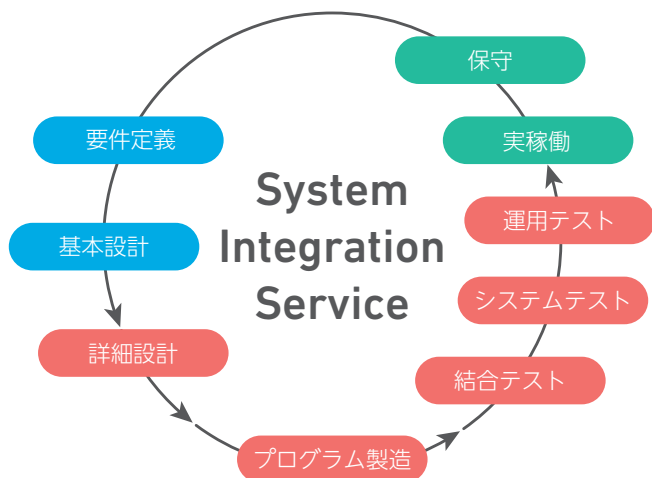 保守
要件定義
実稼働
System
Integration
Service
運用テスト
基本設計
システムテスト
詳細設計
結合テスト
プログラム製造